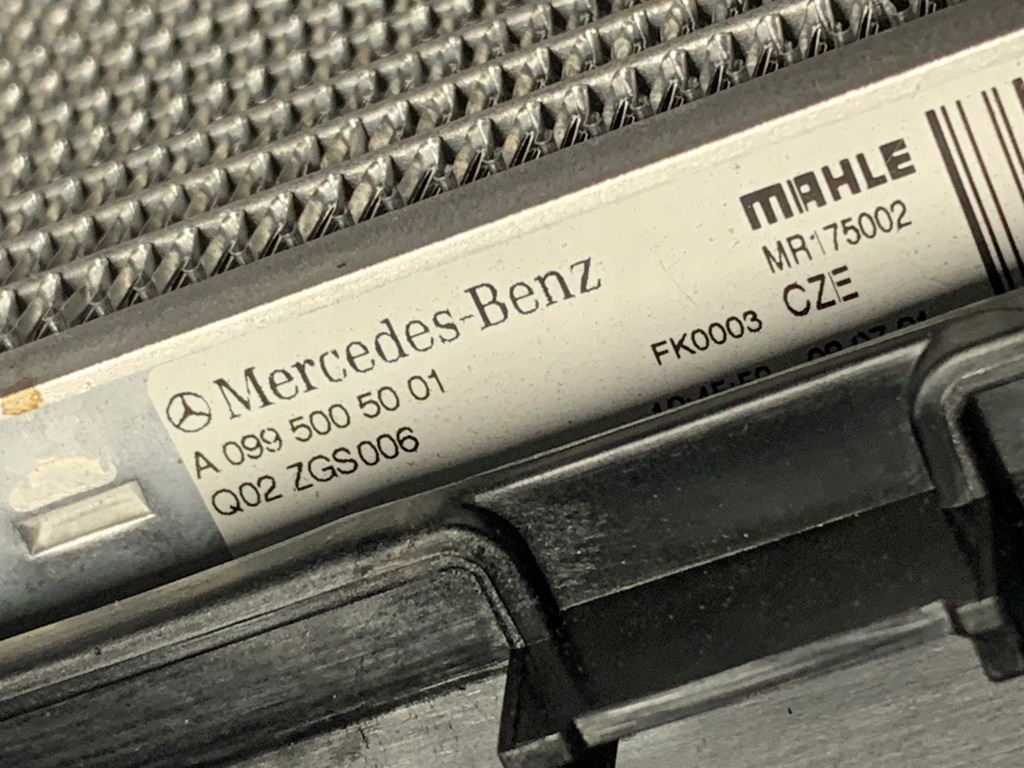 Mercedes-Benz
A 099 500 50 01
Q02 ZGS006
MAHLE
MR175002
FK0003 CZE